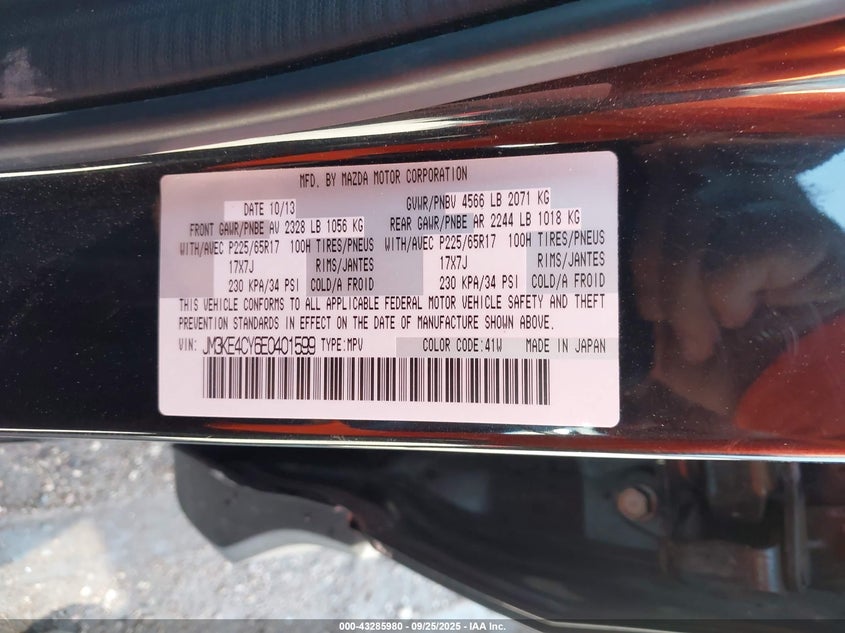 MFD. BY MAZDA MOTOR CORPORATION
DATE 10/13 GVWR/PNBV 4566 LB 2071 KG
FRONT GAWR/PNBE AV 2328 LB 1056 KG REAR GAWR/PNBE AR 2244 LB 1018 KG
WITH/AVEC P225/65R17 100H TIRES/PNEUS WITH/AVEC P225/65R17 100H TIRES/PNEUS
17X7J RIMS/JANTES 17X7J RIMS/JANTES
230 KPA/34 PSI COLD/A FROID 230 KPA/34 PSI COLD/A FROID
THIS VEHICLE CONFORMS TO ALL APPLICABLE FEDERAL MOTOR VEHICLE SAFETY AND THEFT
PREVENTION STANDARDS IN EFFECT ON THE DATE OF MANUFACTURE SHOWN ABOVE.
VIN: JM3KE4CY6E0401599 TYPE:MPV COLOR CODE:41W MADE IN JAPAN
000-43285980 - 09/25/2025 - IAA Inc.